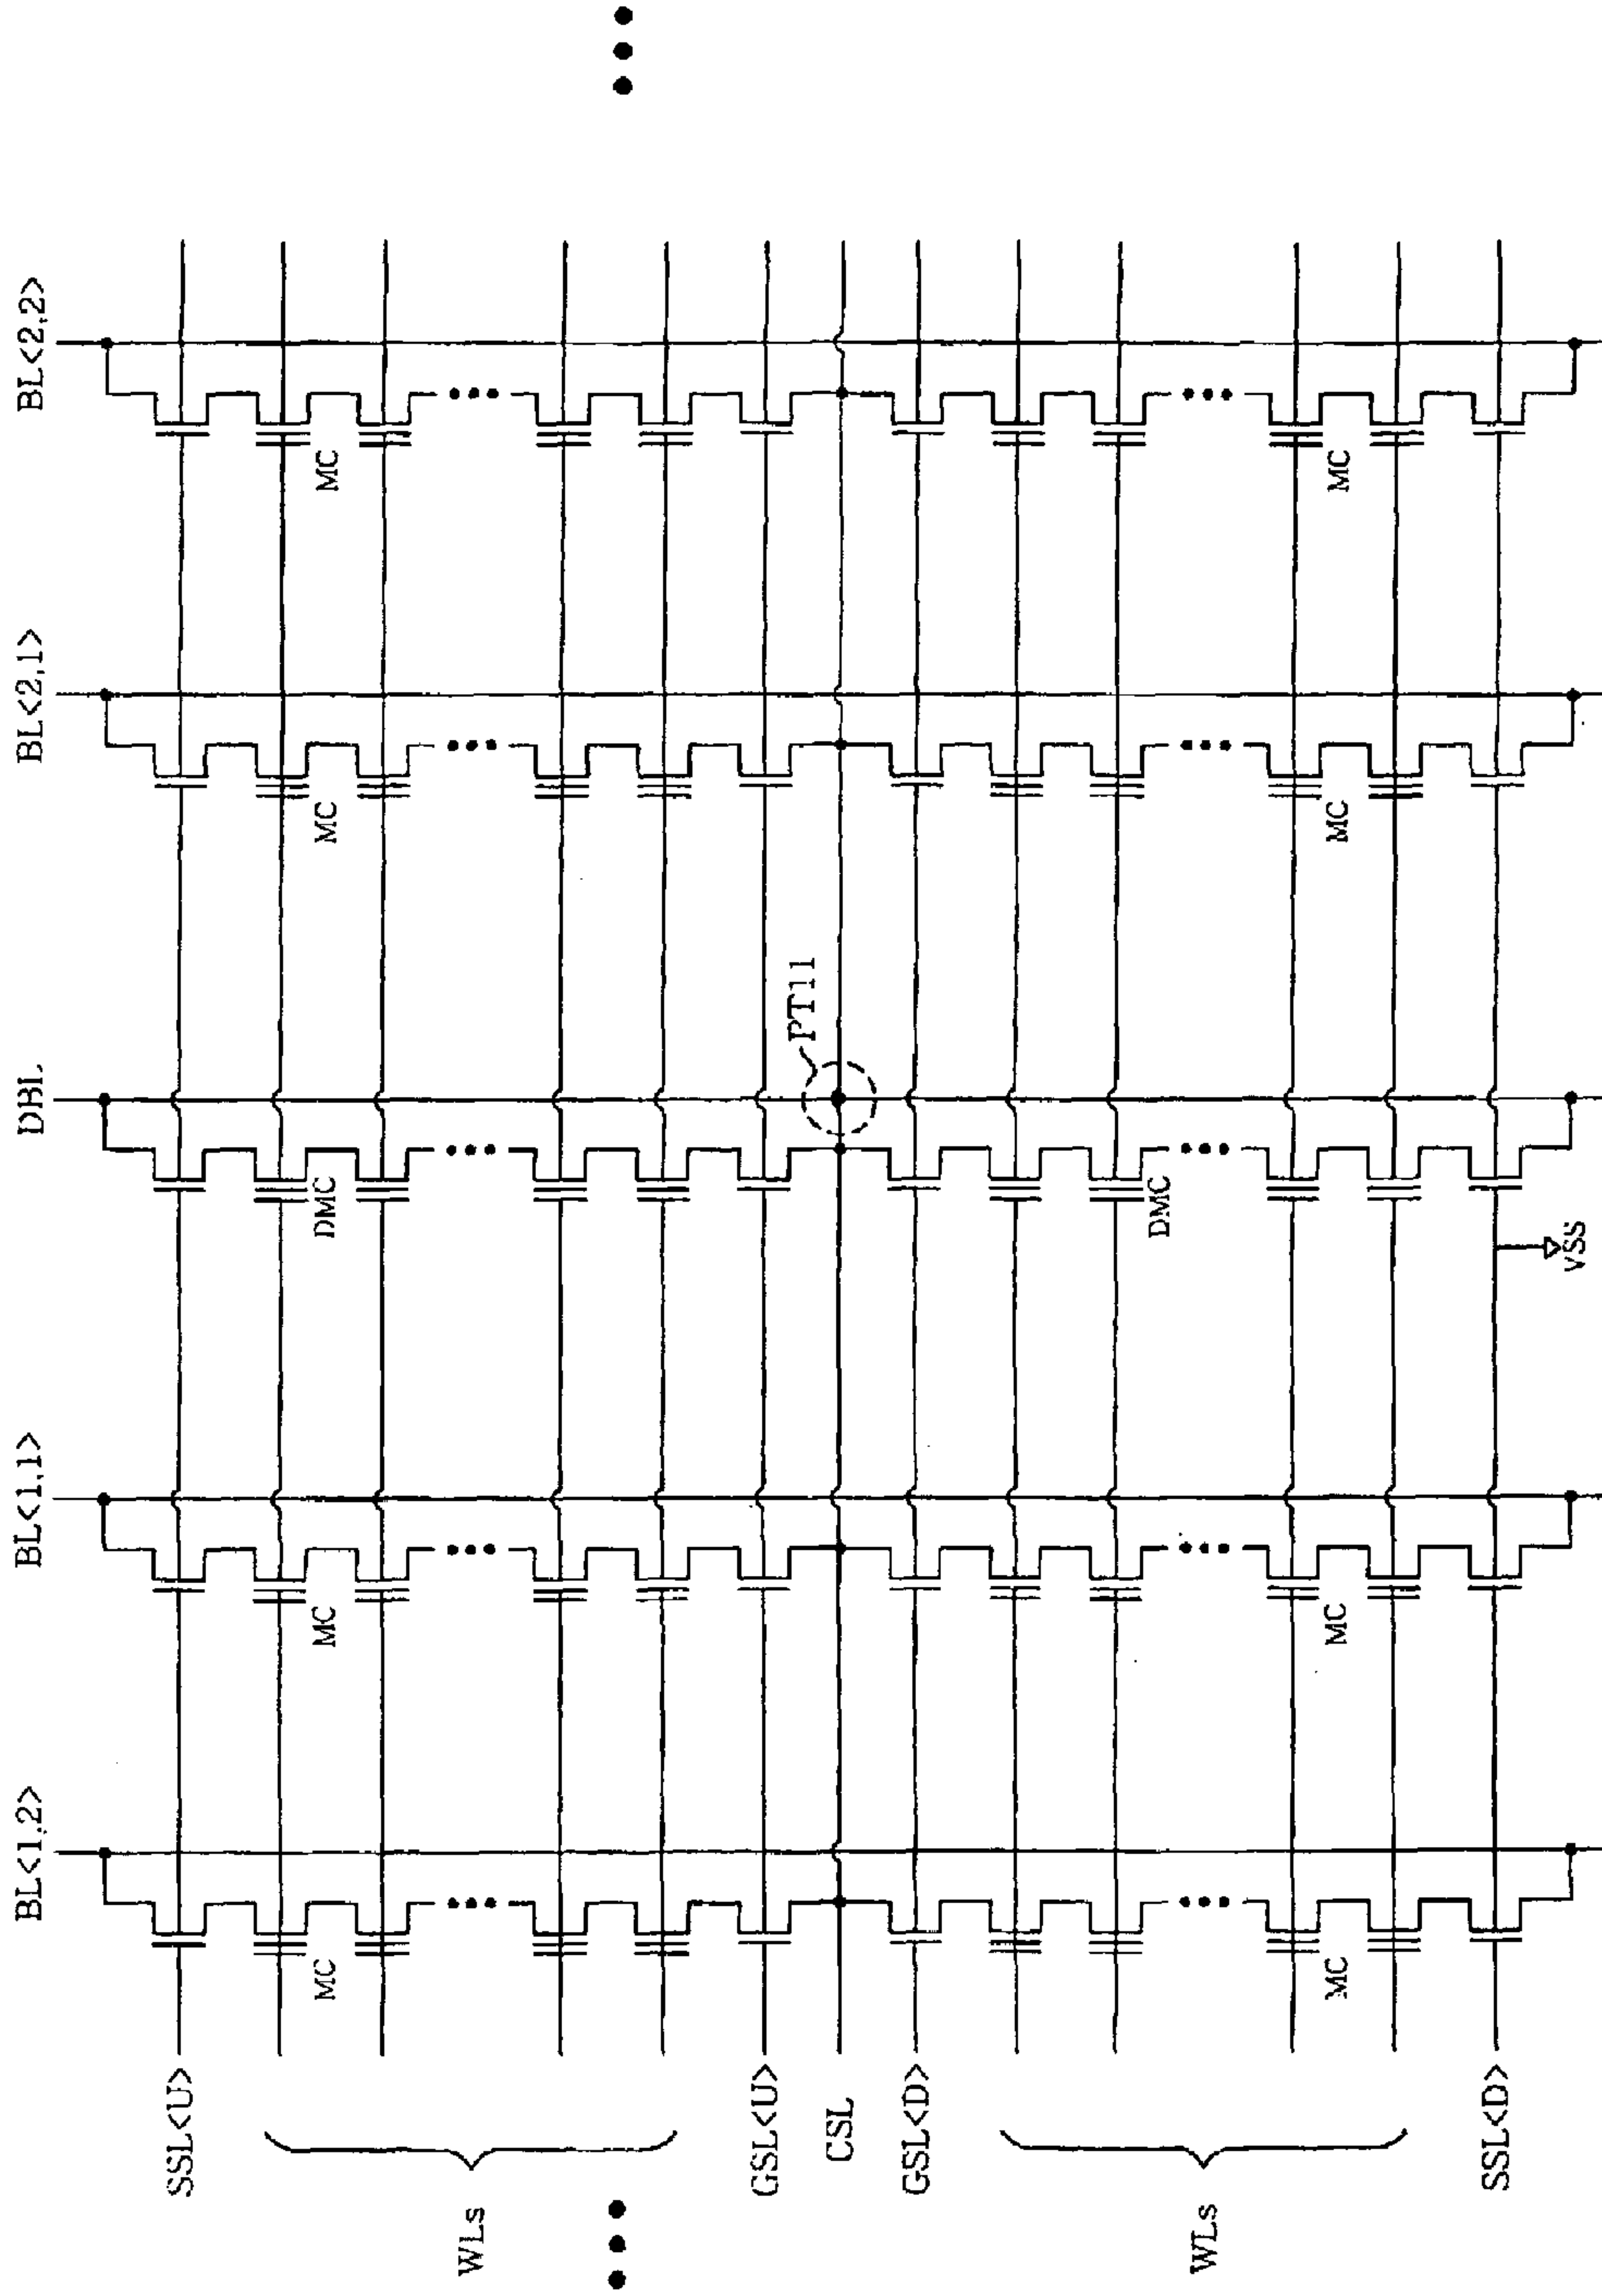 BL<1,2>
BL<1,1>
DBL
BL<2,1>
BL<2,2>
SSL<U>
MC
MC
DMC
MC
MC
WLs
GSL<U>
PT11
CSL
GSL<D>
DMC
WLs
MC
MC
MC
MC
SSL<D>
VSS